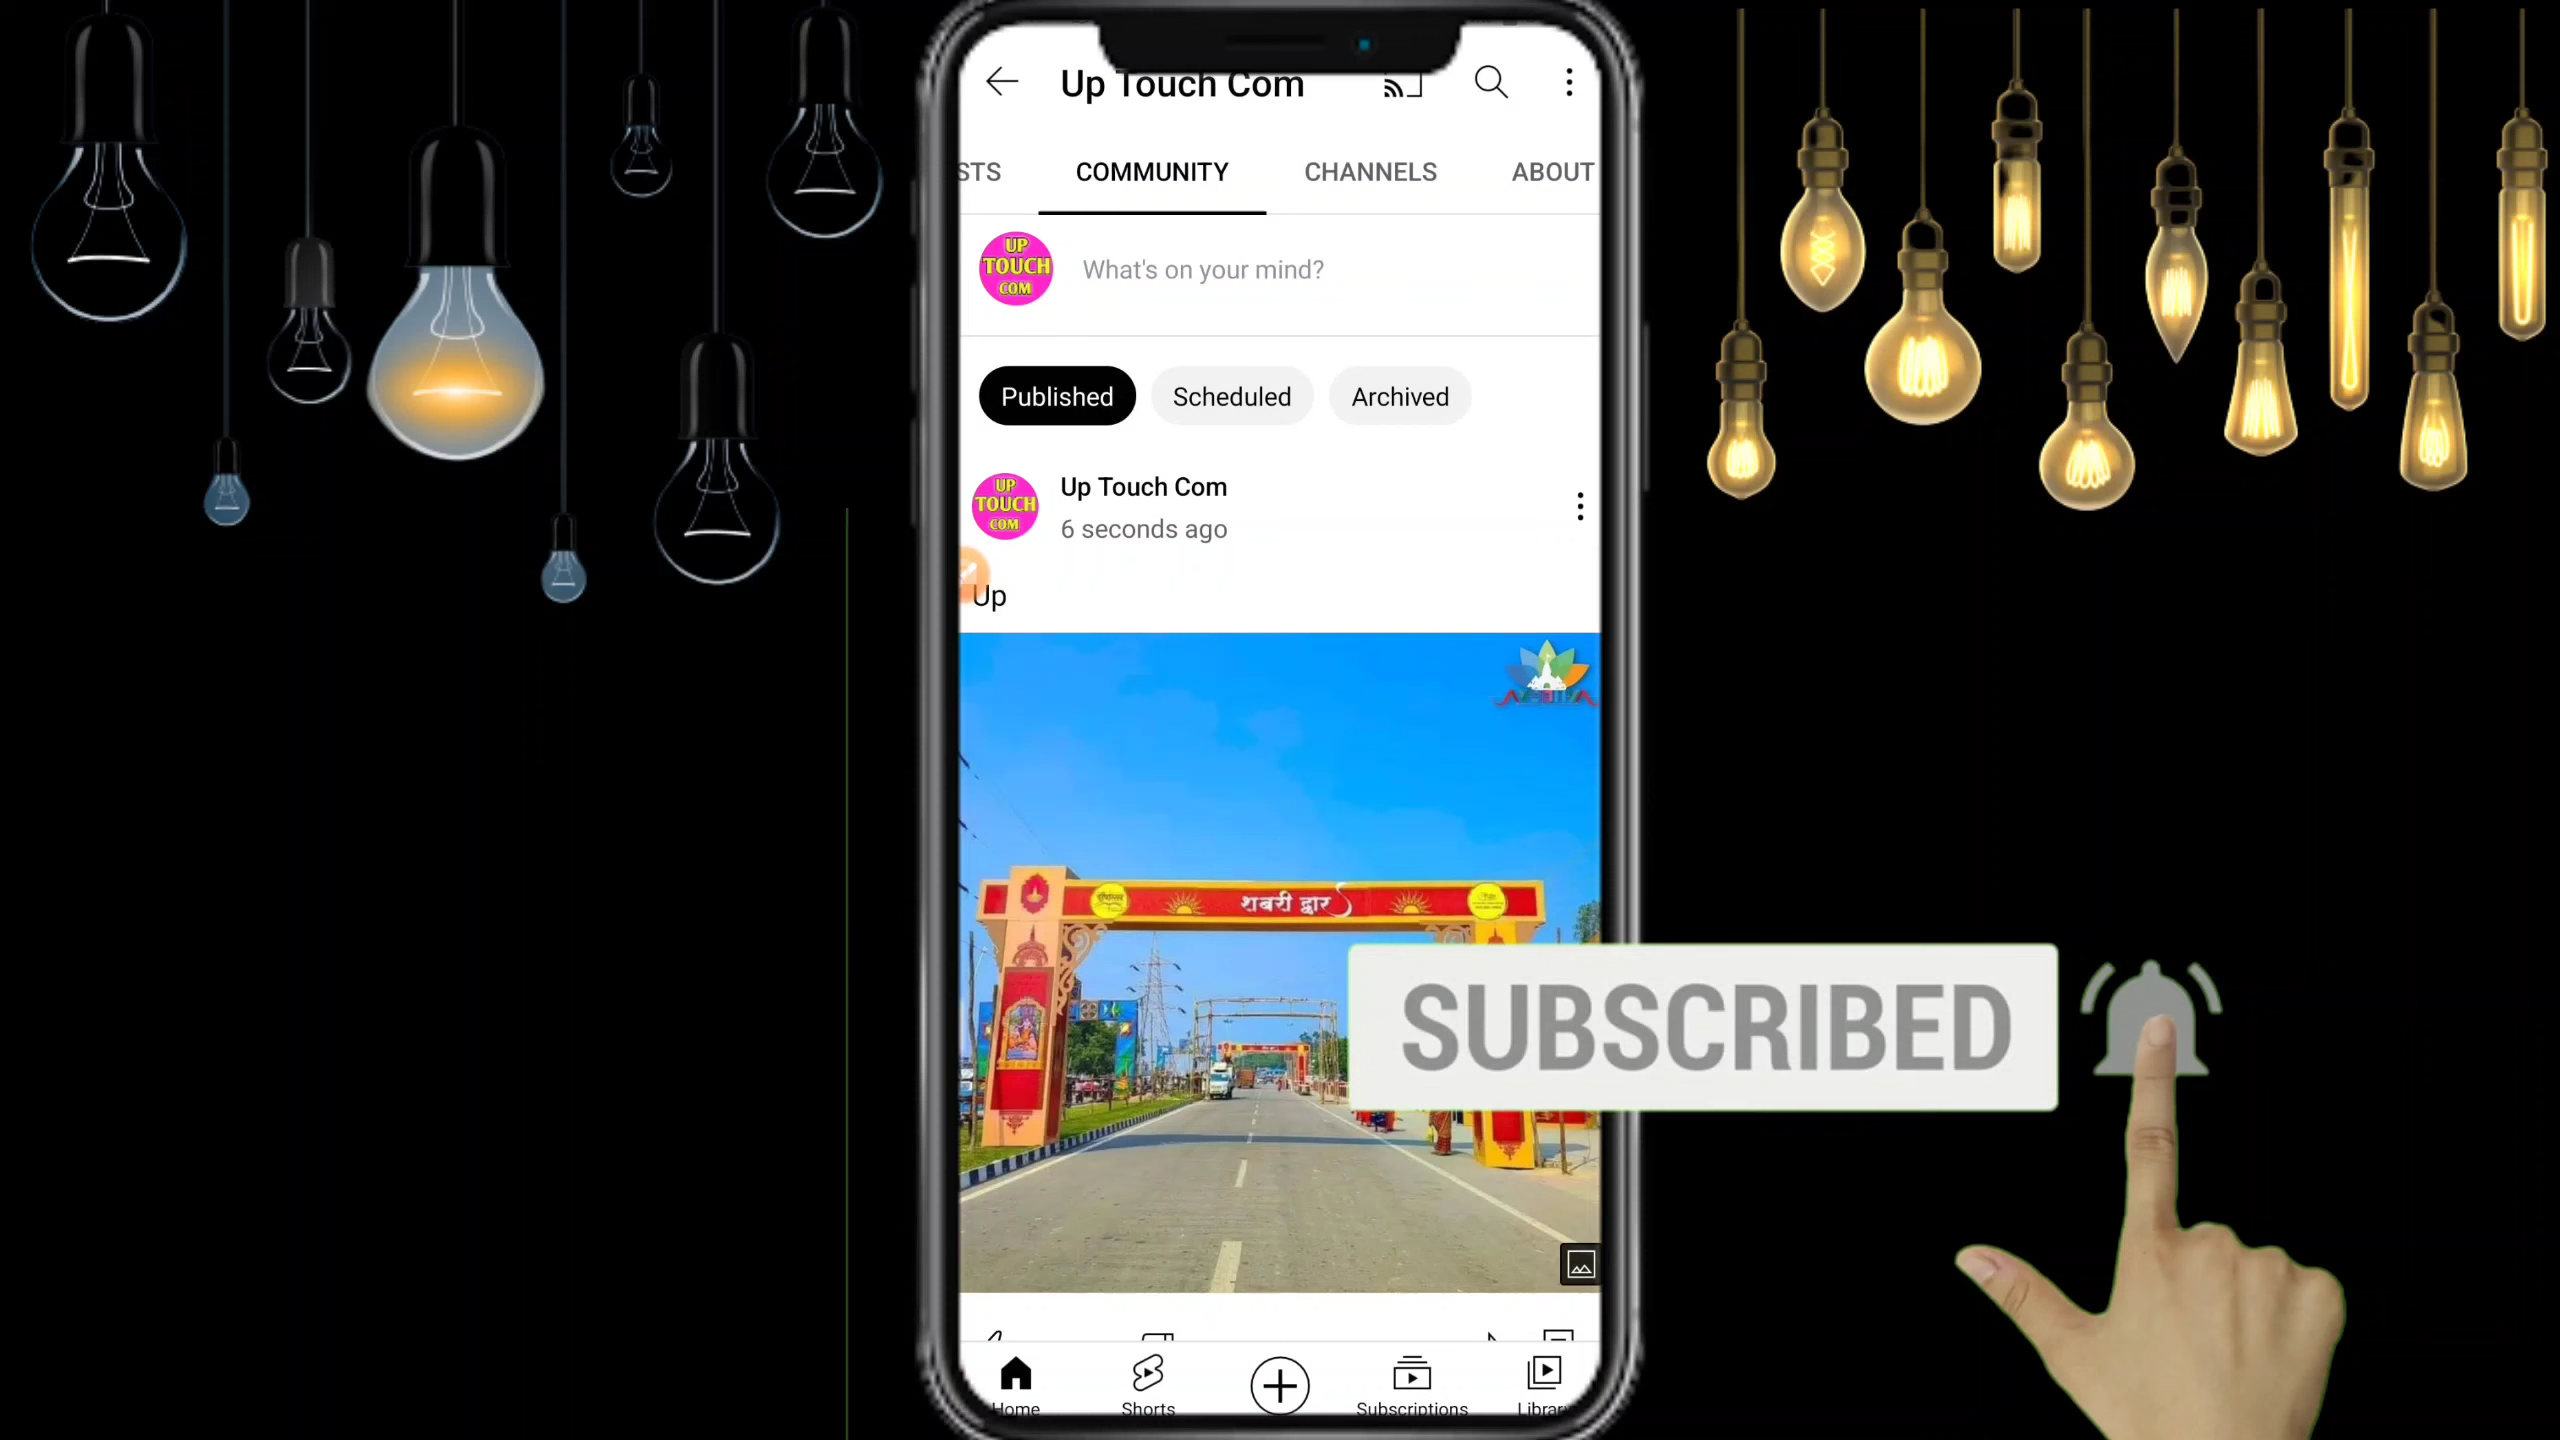 Up Touch Com
STS COMMUNITY CHANNELS ABOUT
UP
TOUCH
COM
What's on your mind?
Published Scheduled Archived
UP
TOUCH
COM
Up Touch Com
6 seconds ago
Up
शबरी द्वार
SUBSCRIBED
Home Shorts Subscriptions Library